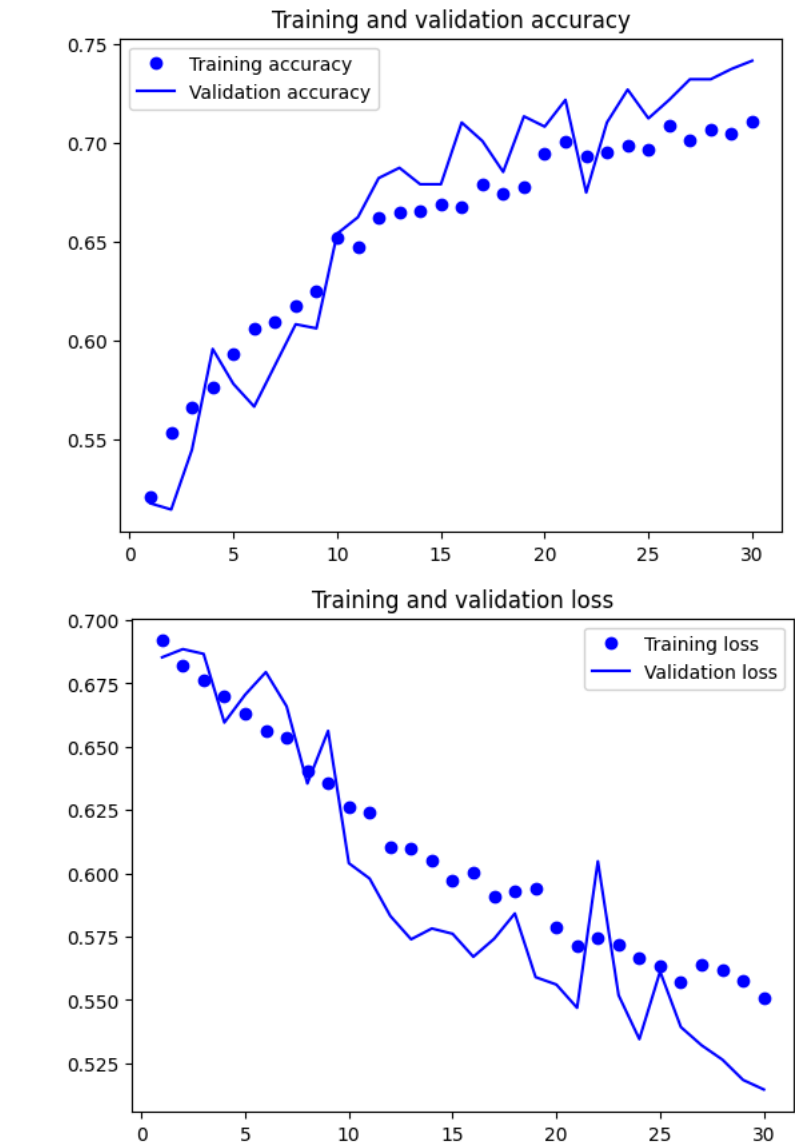 Training and validation accuracy
0.75
0.70
0.65
0.60
0.55
Training accuracy
Validation accuracy
0 5 10 15 20 25 30
Training and validation loss
0.700
0.675
0.650
0.625
0.600
0.575
0.550
0.525
Training loss
Validation loss
0 5 10 15 20 25 30